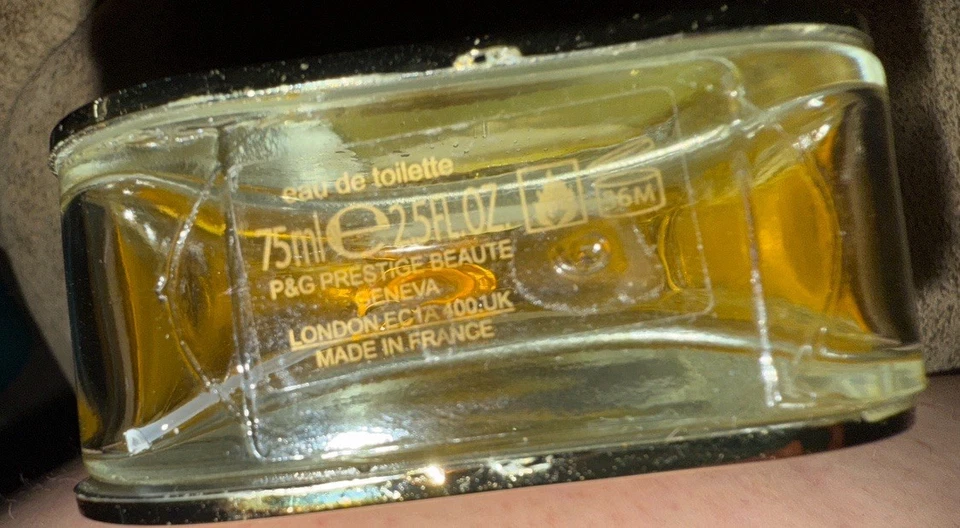 eau de toilette
75ml e 2.5FL.OZ. 36M
P&G PRESTIGE BEAUTE
GENEVA
LONDON.EC1A 400.UK
MADE IN FRANCE